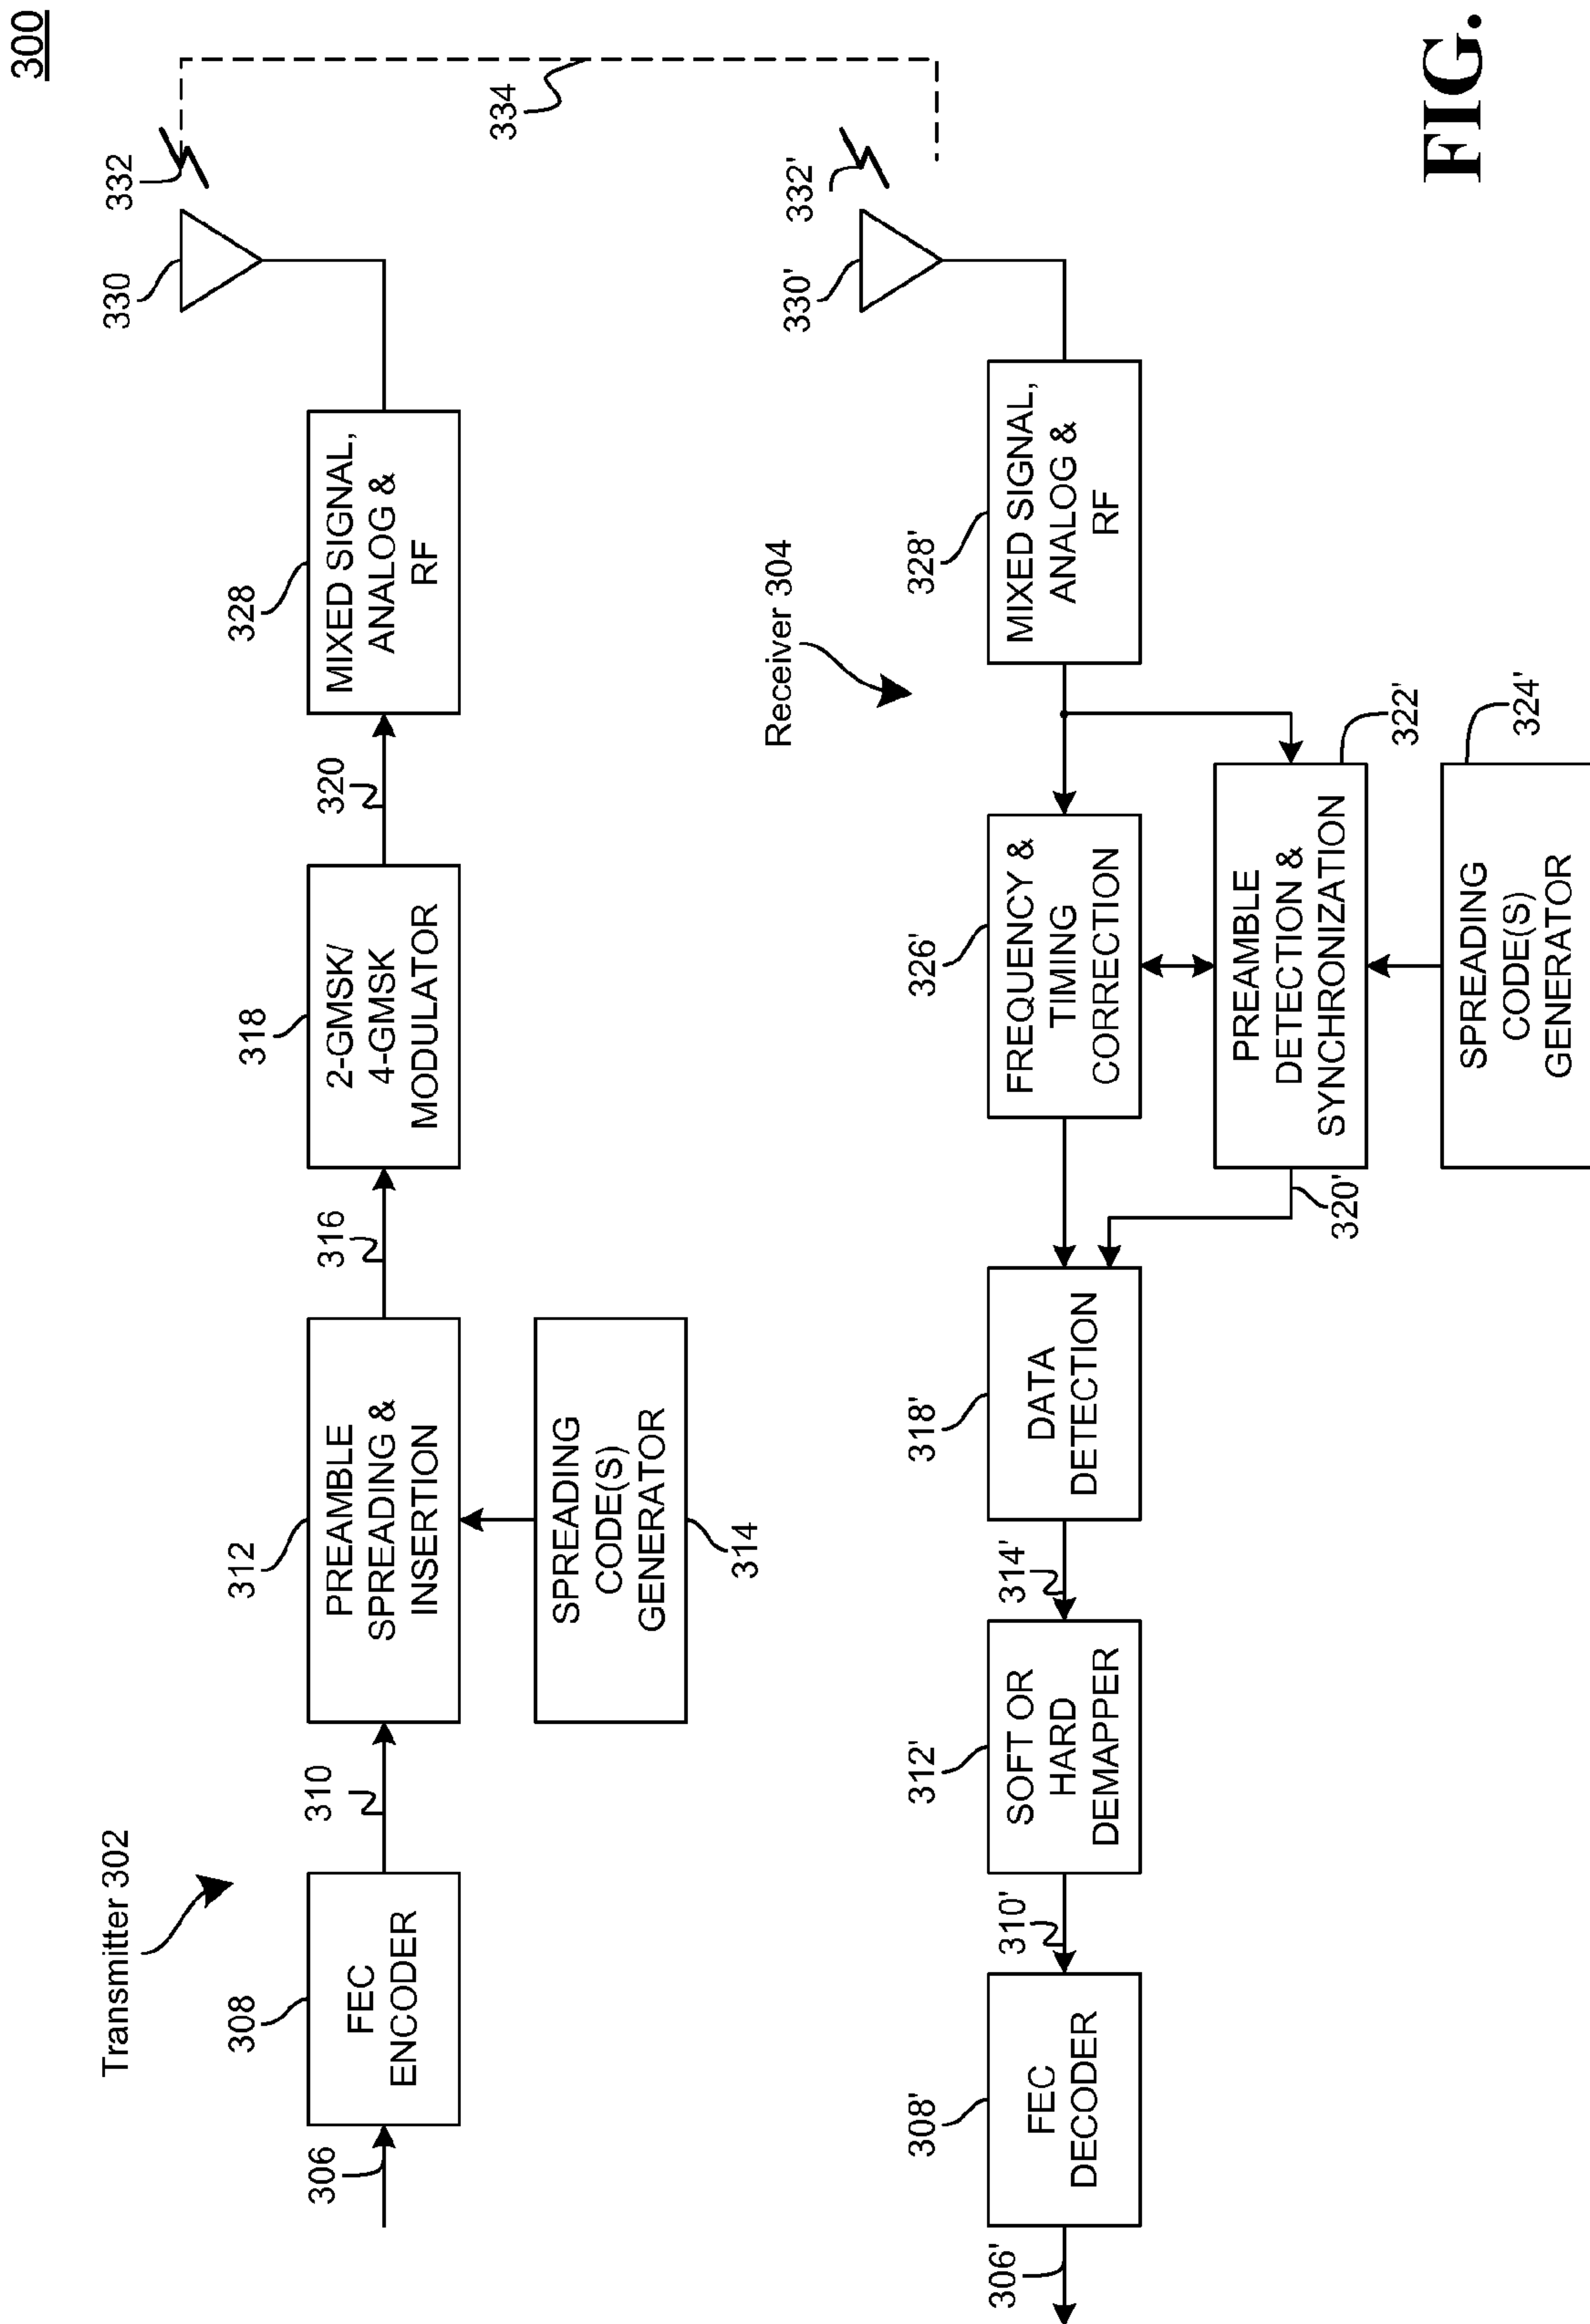 300
Transmitter 302
306
308
FEC
ENCODER
310
312
PREAMBLE
SPREADING &
INSERTION
SPREADING
CODE(S)
GENERATOR
314
316
318
2-GMSK/
4-GMSK
MODULATOR
320
328
MIXED SIGNAL,
ANALOG &
RF
330
332
334
Receiver 304
306'
308'
FEC
DECODER
310'
312'
SOFT OR
HARD
DEMAPPER
314'
318'
DATA
DETECTION
320'
326'
FREQUENCY &
TIMING
CORRECTION
PREAMBLE
DETECTION &
SYNCHRONIZATION
322'
SPREADING
CODE(S)
GENERATOR
324'
328'
MIXED SIGNAL,
ANALOG &
RF
330'
332'
FIG.